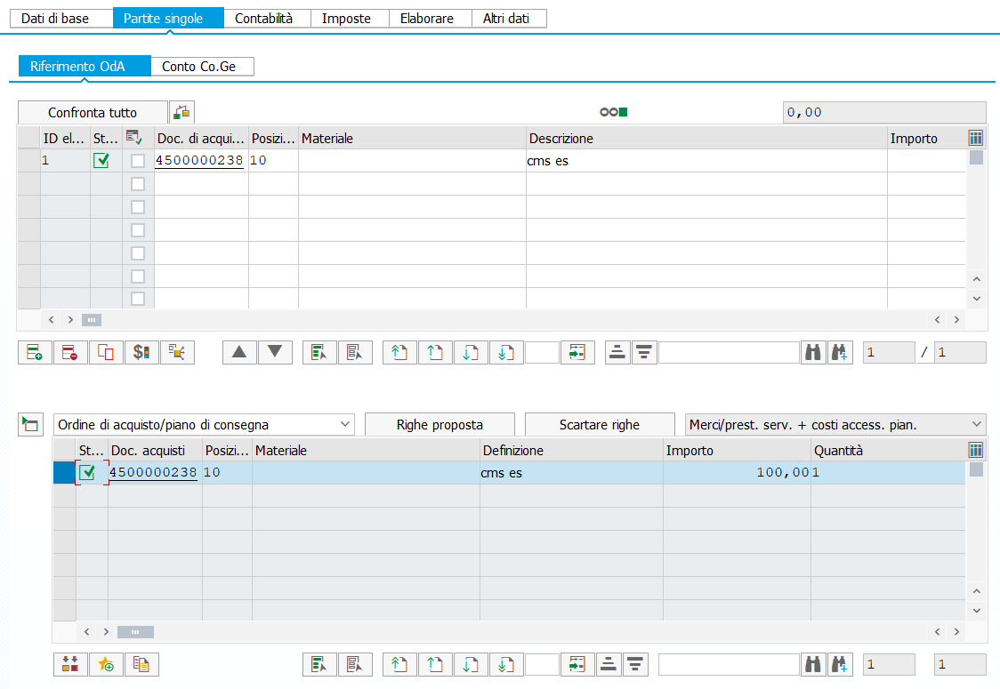 Dati di base Partite singole Contabilità Imposte Elaborare Altri dati
Riferimento OdA Conto Co.Ge
Confronta tutto 0,00
ID el... St... Doc. di acqui... Posizi... Materiale Descrizione Importo
1 4500000238 10 cms es
1 / 1
Ordine di acquisto/piano di consegna Righe proposta Scartare righe Merci/prest. serv. + costi access. pian.
St... Doc. acquisti Posizi... Materiale Definizione Importo Quantità
4500000238 10 cms es 100,00 1
1 1